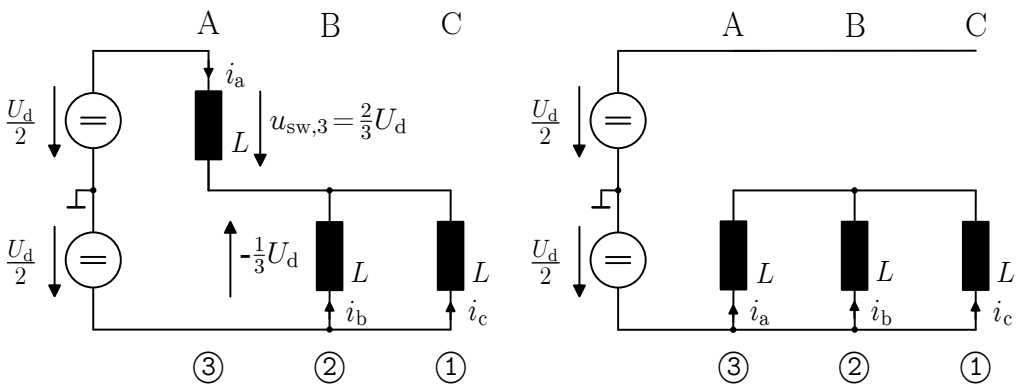 A B C A B C
i_a
U_d/2 u_sw,3 = 2/3 U_d U_d/2
L
U_d/2 -1/3 U_d L L U_d/2 L L L
i_b i_c i_a i_b i_c
③ ② ① ③ ② ①